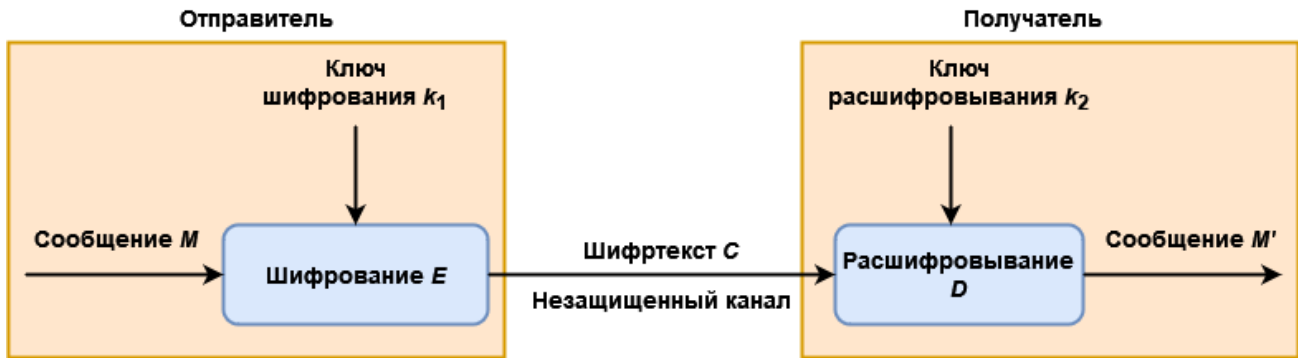 Отправитель
Ключ
шифрования k₁
Сообщение M
Шифрование E
Шифртекст C
Незащищенный канал
Получатель
Ключ
расшифровывания k₂
Расшифровывание
D
Сообщение M'